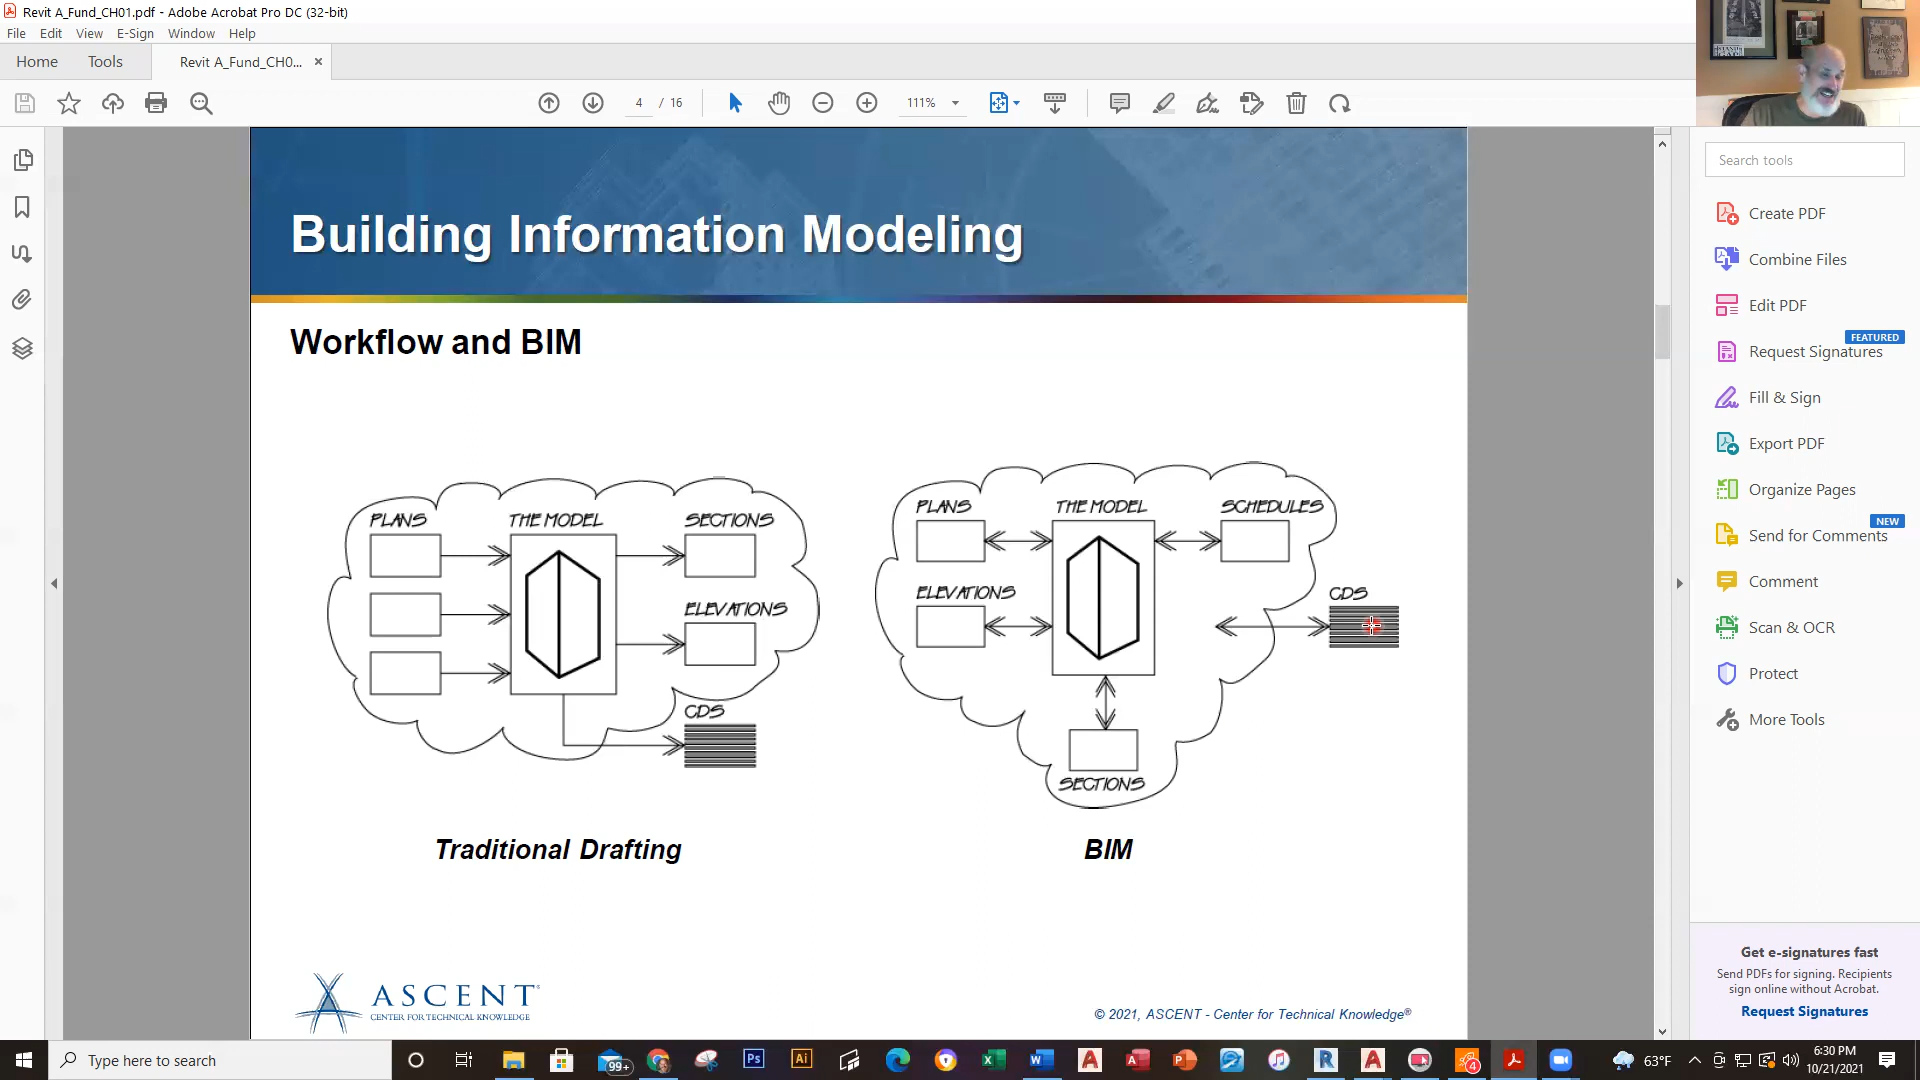 Revit A_Fund_CH01.pdf - Adobe Acrobat Pro DC (32-bit)
File Edit View E-Sign Window Help
Home Tools Revit A_Fund_CH0... ×
4 / 16 111%
Building Information Modeling
Workflow and BIM
PLANS THE MODEL SECTIONS
ELEVATIONS
CDS
Traditional Drafting
PLANS THE MODEL SCHEDULES
ELEVATIONS
CDS
SECTIONS
BIM
ASCENT
CENTER FOR TECHNICAL KNOWLEDGE
© 2021, ASCENT - Center for Technical Knowledge®
Search tools
Create PDF
Combine Files
Edit PDF
FEATURED
Request Signatures
Fill & Sign
Export PDF
Organize Pages
NEW
Send for Comments
Comment
Scan & OCR
Protect
More Tools
Get e-signatures fast
Send PDFs for signing. Recipients
sign online without Acrobat.
Request Signatures
Type here to search
99+
Ps
Ai
4
63°F
6:30 PM
10/21/2021